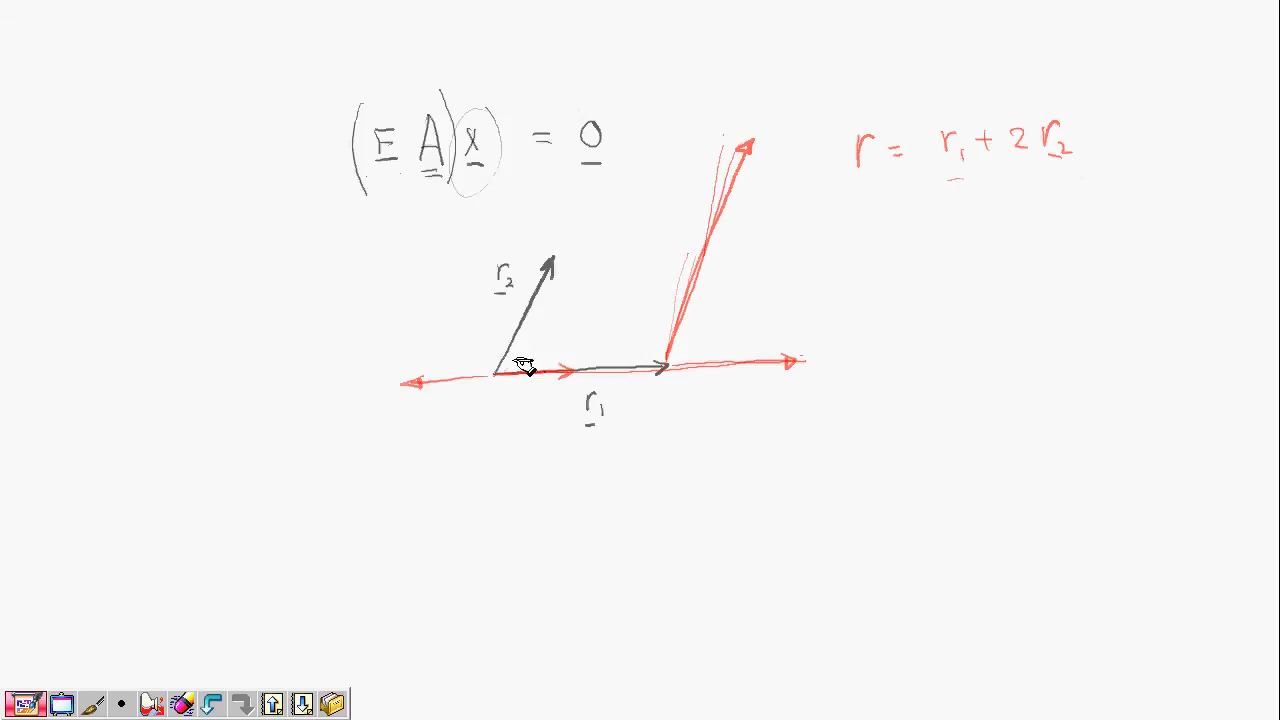 (E A) x = 0
r = r₁ + 2 r₂
r₂
r₁